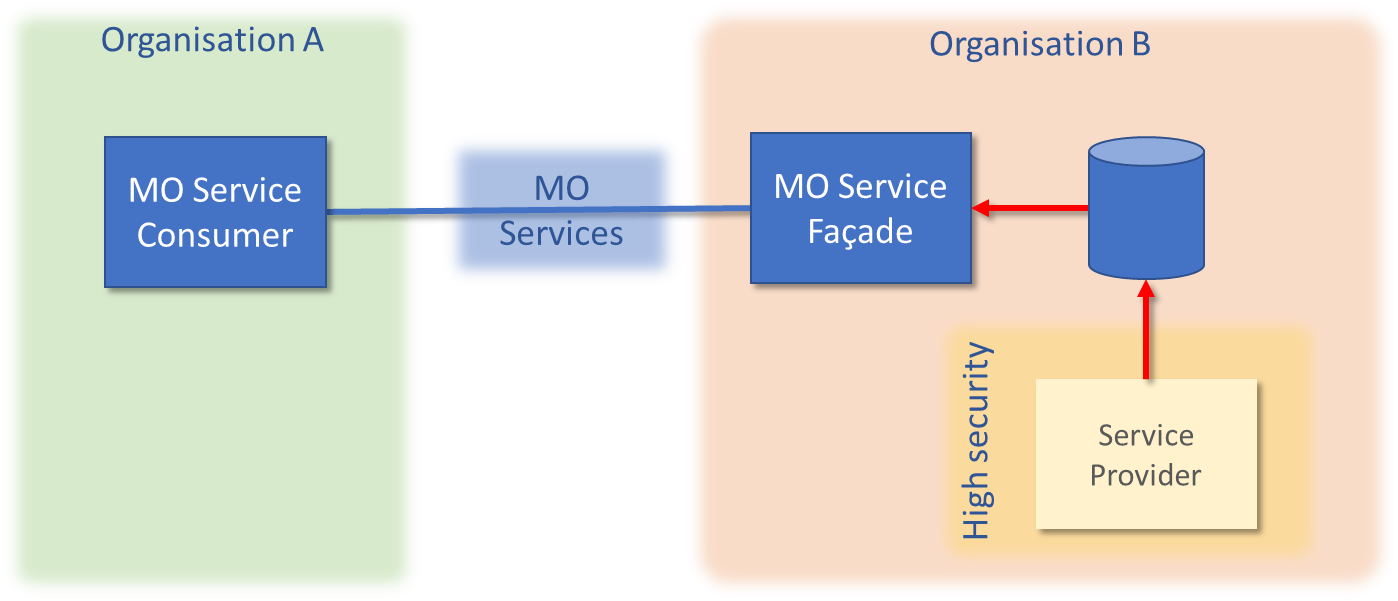 Organisation A
Organisation B
MO Service
Consumer
MO
Services
MO Service
Façade
High security
Service
Provider